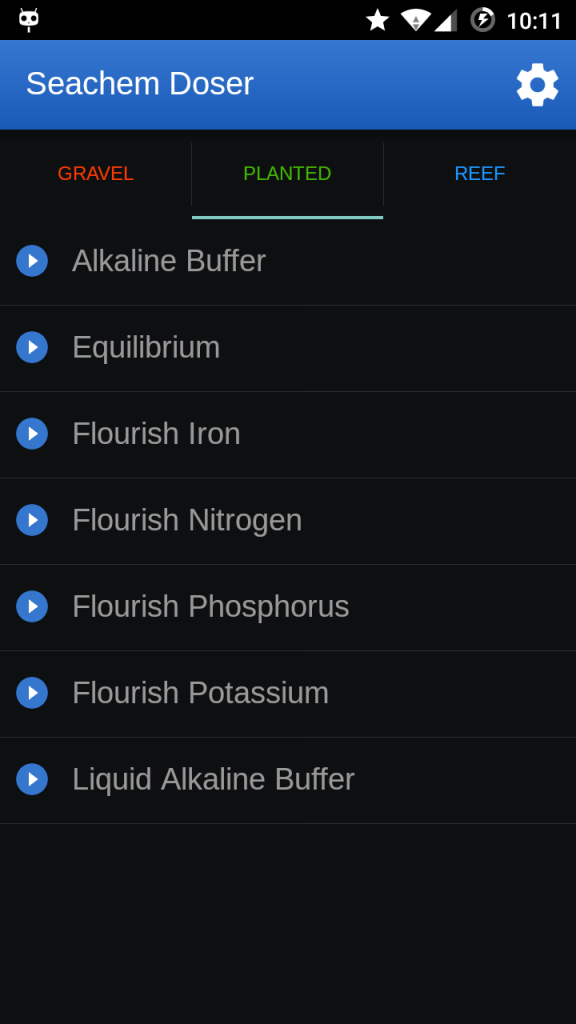 10:11
Seachem Doser
GRAVEL
PLANTED
REEF
Alkaline Buffer
Equilibrium
Flourish Iron
Flourish Nitrogen
Flourish Phosphorus
Flourish Potassium
Liquid Alkaline Buffer